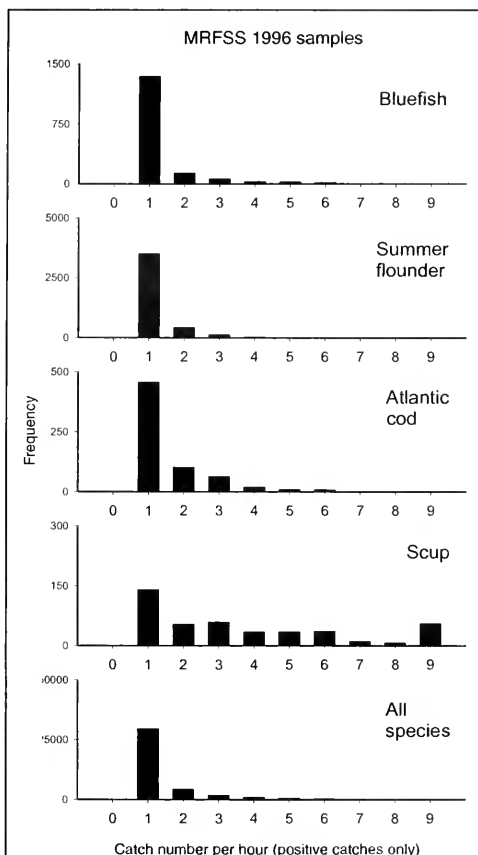 MRFSS 1996 samples
1500
Bluefish
750
0
0 1 2 3 4 5 6 7 8 9
5000
Summer
flounder
2500
0
0 1 2 3 4 5 6 7 8 9
500
Atlantic
cod
250
0
0 1 2 3 4 5 6 7 8 9
Frequency
300
Scup
150
0
0 1 2 3 4 5 6 7 8 9
All
species
0
0 1 2 3 4 5 6 7 8 9
Catch number per hour (positive catches only)